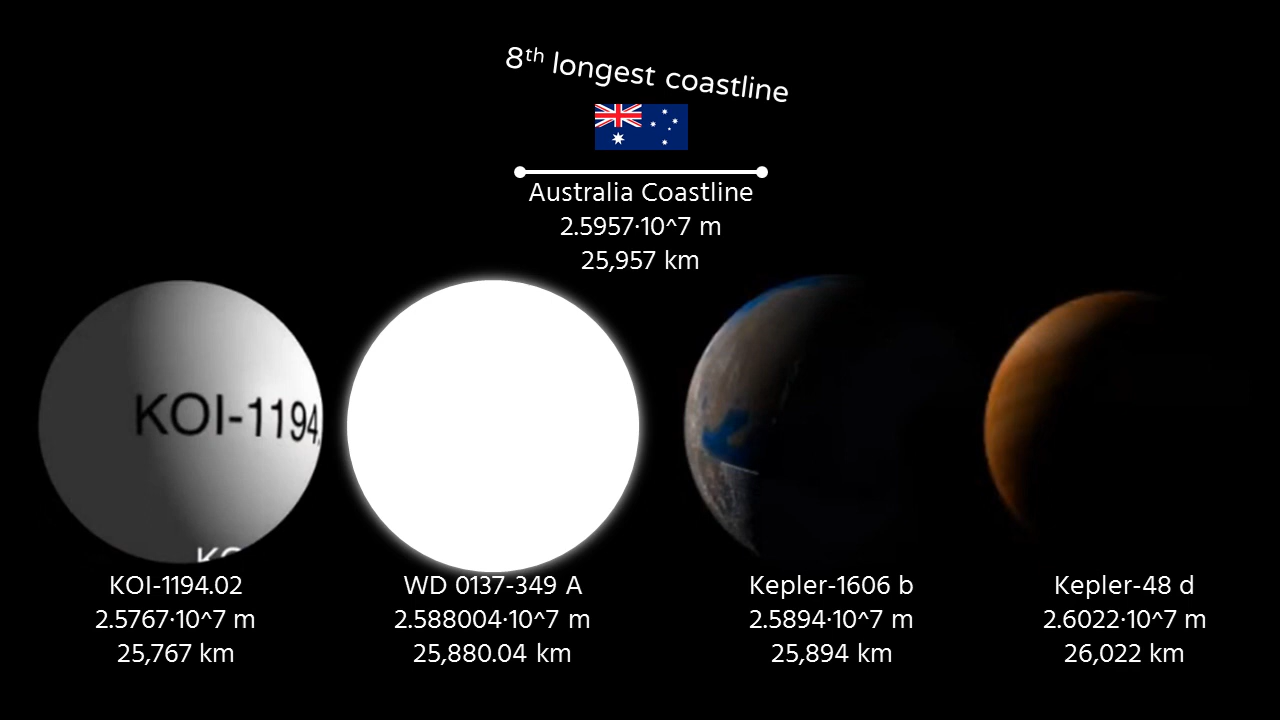 8th longest coastline
Australia Coastline
2.5957·10^7 m
25,957 km
KOI-1194.
KOI-1194.02
2.5767·10^7 m
25,767 km
WD 0137-349 A
2.588004·10^7 m
25,880.04 km
Kepler-1606 b
2.5894·10^7 m
25,894 km
Kepler-48 d
2.6022·10^7 m
26,022 km